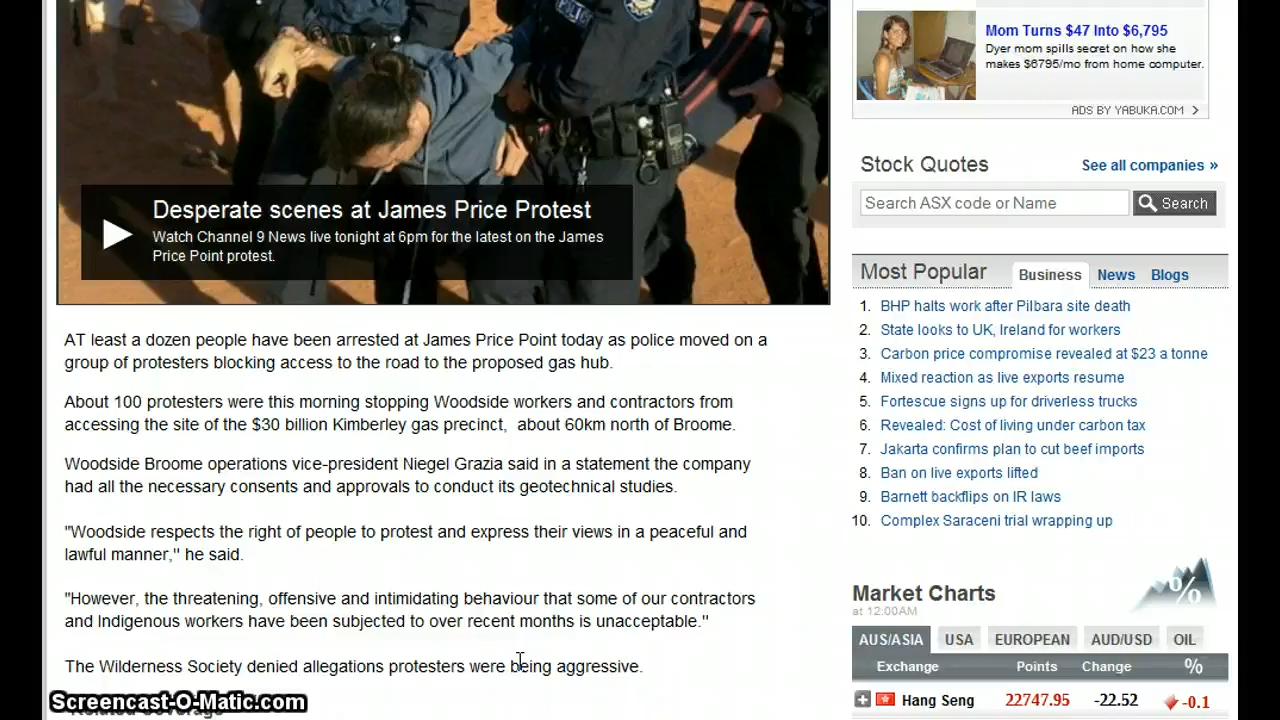 POLICE
Desperate scenes at James Price Protest
Watch Channel 9 News live tonight at 6pm for the latest on the James
Price Point protest.
AT least a dozen people have been arrested at James Price Point today as police moved on a
group of protesters blocking access to the road to the proposed gas hub.
About 100 protesters were this morning stopping Woodside workers and contractors from
accessing the site of the $30 billion Kimberley gas precinct, about 60km north of Broome.
Woodside Broome operations vice-president Niegel Grazia said in a statement the company
had all the necessary consents and approvals to conduct its geotechnical studies.
"Woodside respects the right of people to protest and express their views in a peaceful and
lawful manner," he said.
"However, the threatening, offensive and intimidating behaviour that some of our contractors
and Indigenous workers have been subjected to over recent months is unacceptable."
The Wilderness Society denied allegations protesters were being aggressive.
Related Coverage
Screencast-O-Matic.com
Mom Turns $47 Into $6,795
Dyer mom spills secret on how she
makes $6795/mo from home computer.
ADS BY YABUKA.COM
Stock Quotes
See all companies »
Search ASX code or Name
Search
Most Popular
Business
News
Blogs
1. BHP halts work after Pilbara site death
2. State looks to UK, Ireland for workers
3. Carbon price compromise revealed at $23 a tonne
4. Mixed reaction as live exports resume
5. Fortescue signs up for driverless trucks
6. Revealed: Cost of living under carbon tax
7. Jakarta confirms plan to cut beef imports
8. Ban on live exports lifted
9. Barnett backflips on IR laws
10. Complex Saraceni trial wrapping up
%
Market Charts
at 12:00AM
AUS/ASIA
USA
EUROPEAN
AUD/USD
OIL
Exchange Points Change %
Hang Seng 22747.95 -22.52 -0.1